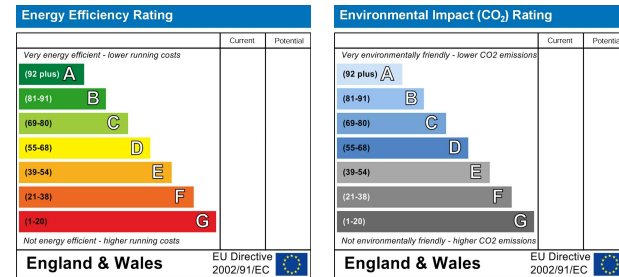 Energy Efficiency Rating
Current Potential
Very energy efficient - lower running costs
(92 plus) A
(81-91) B
(69-80) C
(55-68) D
(39-54) E
(21-38) F
(1-20) G
Not energy efficient - higher running costs
England & Wales
EU Directive
2002/91/EC
Environmental Impact (CO₂) Rating
Current Potentia
Very environmentally friendly - lower CO2 emissions
(92 plus) A
(81-91) B
(69-80) C
(55-68) D
(39-54) E
(21-38) F
(1-20) G
Not environmentally friendly - higher CO2 emissions
England & Wales
EU Directive
2002/91/EC